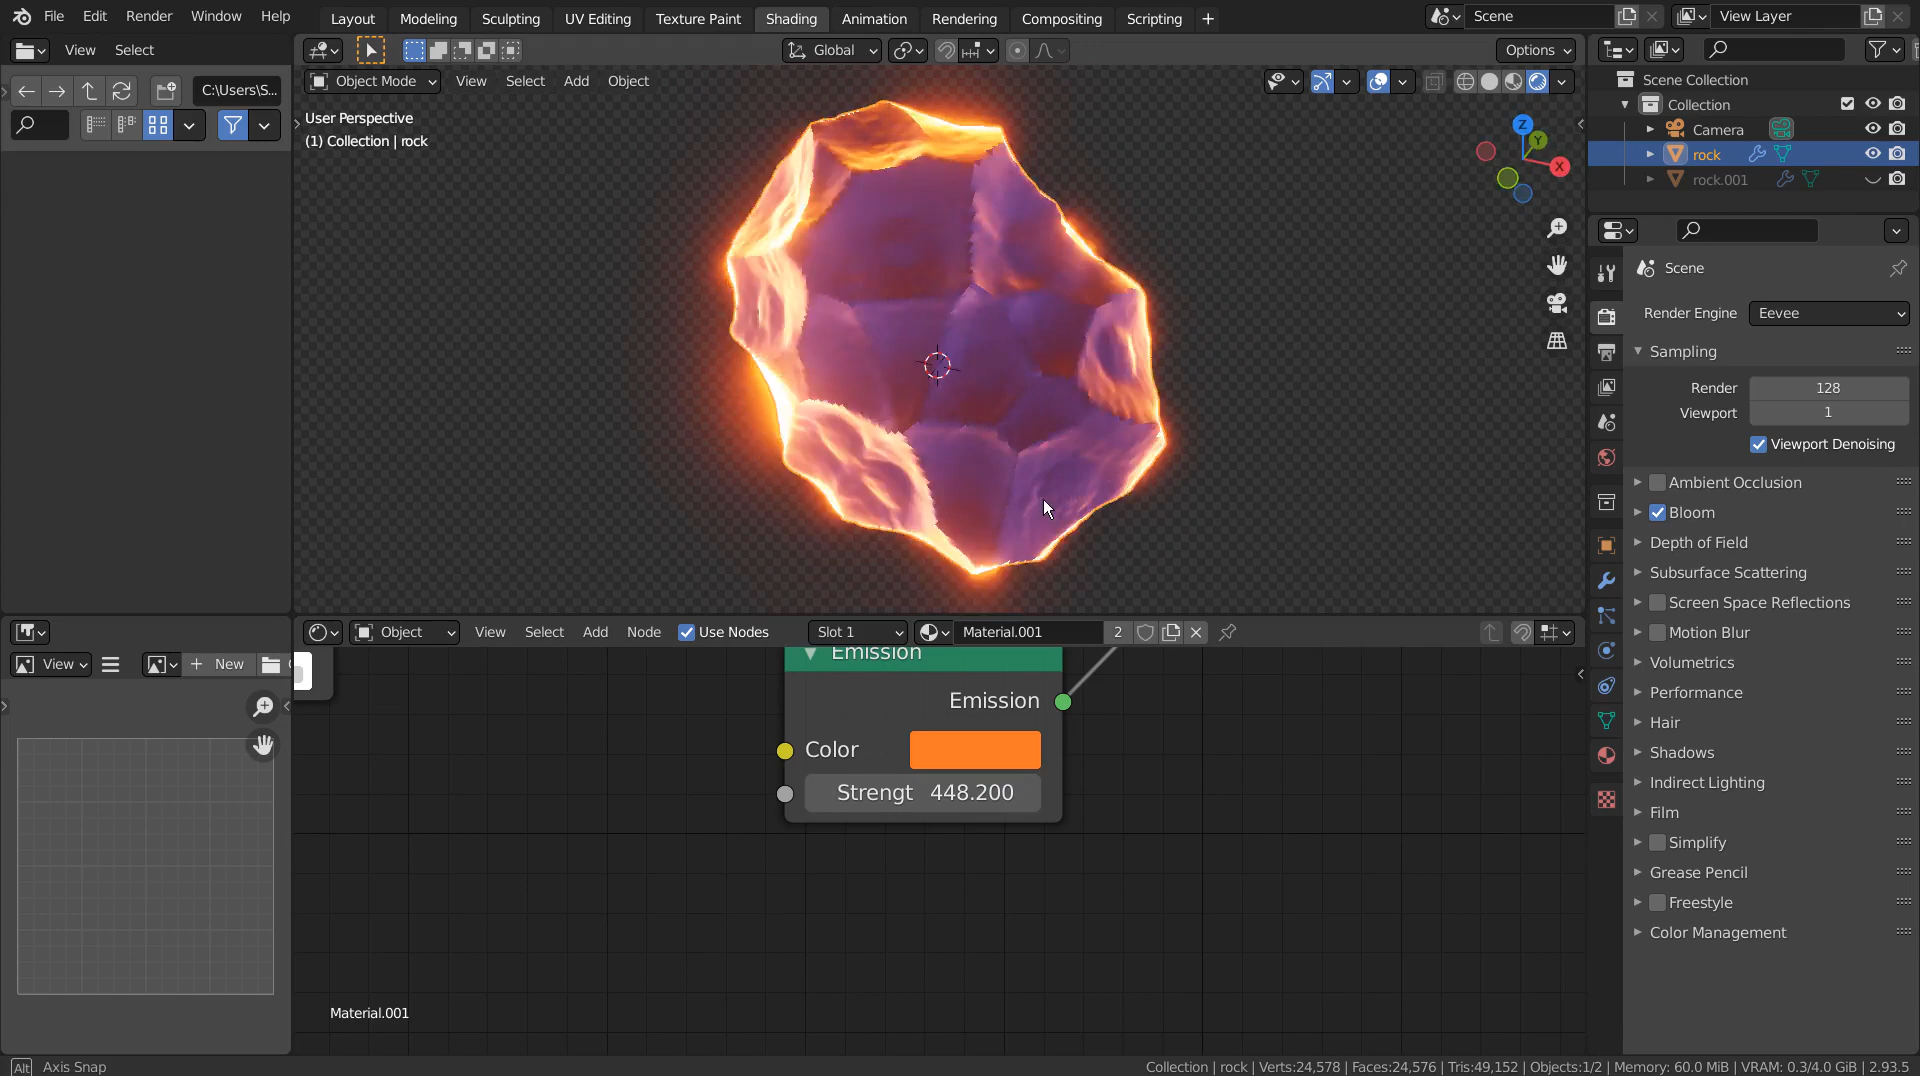 File Edit Render Window Help
Layout Modeling Sculpting UV Editing Texture Paint Shading Animation Rendering Compositing Scripting +
Scene
View Layer
View Select
Global
Options
C:\Users\S...
Object Mode View Select Add Object
User Perspective
(1) Collection | rock
Z
Y
X
Scene Collection
Collection
Camera
rock
rock.001
Scene
Render Engine Eevee
Sampling
Render 128
Viewport 1
Viewport Denoising
Ambient Occlusion
Bloom
Depth of Field
Subsurface Scattering
Screen Space Reflections
Motion Blur
Volumetrics
Performance
Hair
Shadows
Indirect Lighting
Film
Simplify
Grease Pencil
Freestyle
Color Management
Object View Select Add Node Use Nodes Slot 1 Material.001 2
View + New
Emission
Emission
Color
Strengt 448.200
Material.001
Alt Axis Snap
Collection | rock | Verts:24,578 | Faces:24,576 | Tris:49,152 | Objects:1/2 | Memory: 60.0 MiB | VRAM: 0.3/4.0 GiB | 2.93.5